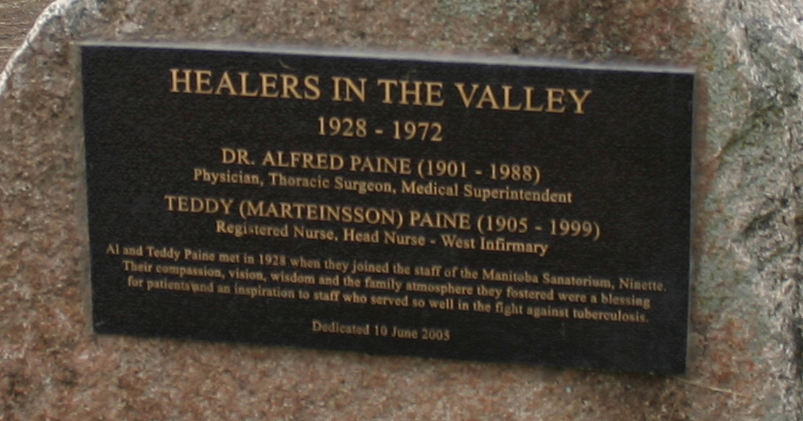 HEALERS IN THE VALLEY
1928 - 1972
DR. ALFRED PAINE (1901 - 1988)
Physician, Thoracic Surgeon, Medical Superintendent
TEDDY (MARTEINSSON) PAINE (1905 - 1999)
Registered Nurse, Head Nurse - West Infirmary
Al and Teddy Paine met in 1928 when they joined the staff of the Manitoba Sanatorium, Ninette.
Their compassion, vision, wisdom and the family atmosphere they fostered were a blessing
for patients and an inspiration to staff who served so well in the fight against tuberculosis.
Dedicated 10 June 2005